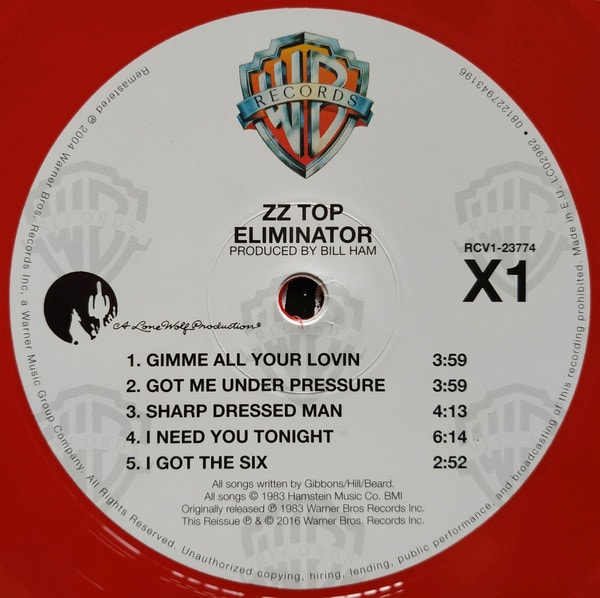 WB
RECORDS
ZZ TOP
ELIMINATOR
PRODUCED BY BILL HAM
RCV1-23774
X1
A Lone Wolf Production®
1. GIMME ALL YOUR LOVIN 3:59
2. GOT ME UNDER PRESSURE 3:59
3. SHARP DRESSED MAN 4:13
4. I NEED YOU TONIGHT 6:14
5. I GOT THE SIX 2:52
All songs written by Gibbons/Hill/Beard.
All songs © 1983 Hamstein Music Co. BMI
Originally released ℗ 1983 Warner Bros. Records Inc.
This Reissue ℗ & © 2016 Warner Bros. Records Inc.
Remastered ℗ 2004 Warner Bros. Records Inc., a Warner Music Group Company. All Rights Reserved. Unauthorized copying, hiring, lending, public performance, and broadcasting of this recording prohibited. Made in E.U. LC02982 • 081227943196